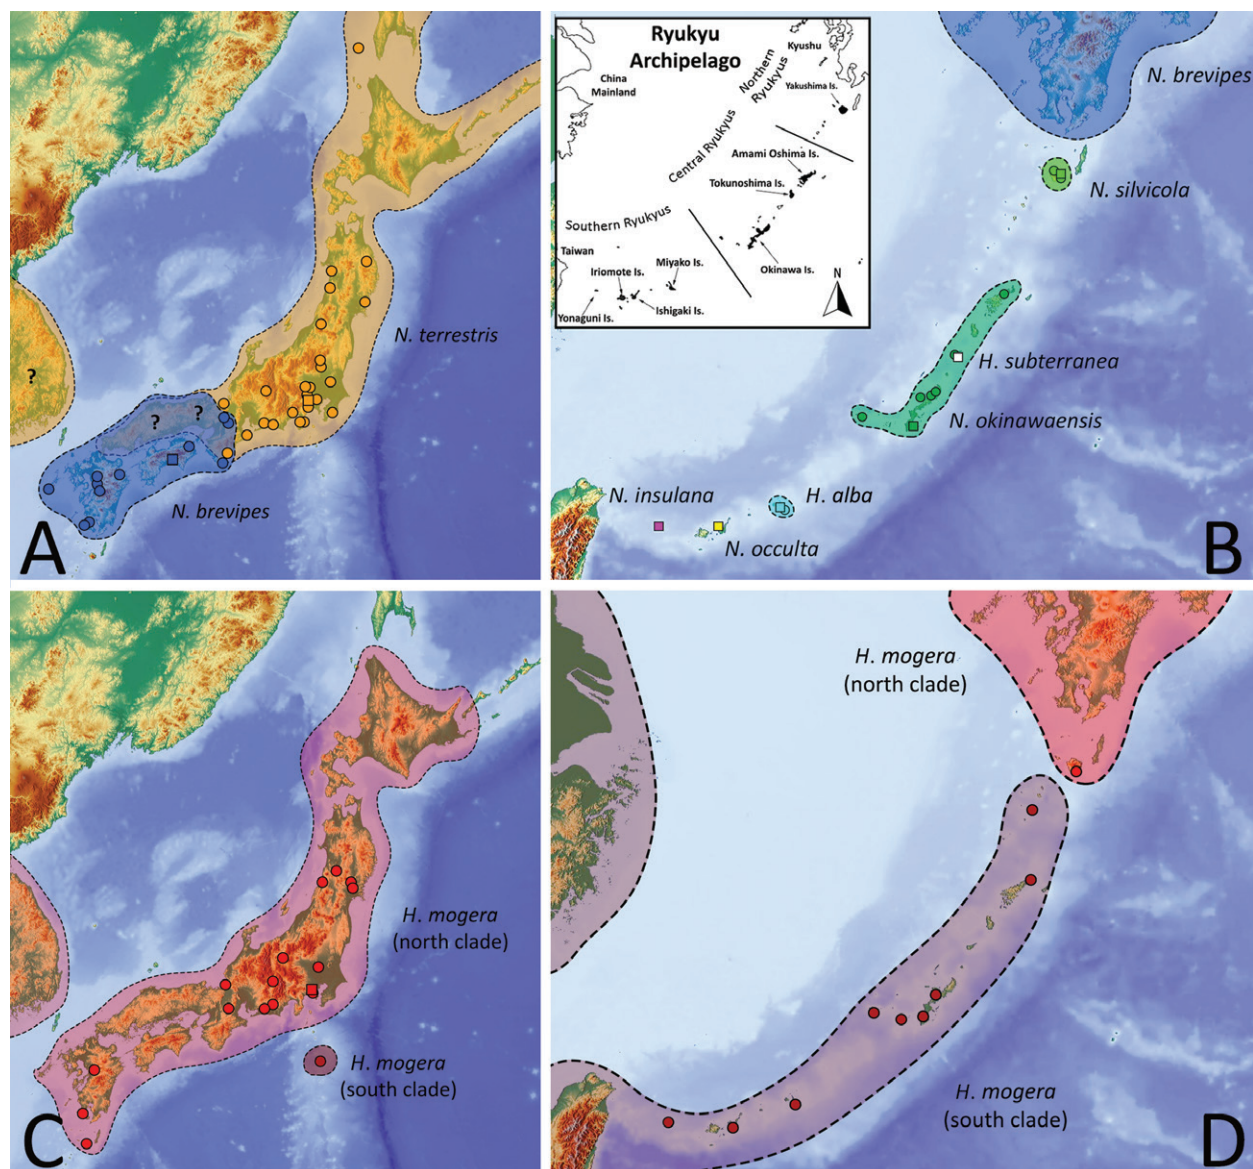 N. terrestris
?
?
?
N. brevipes
A
Ryukyu
Archipelago
Kyushu
China
Mainland
Northern
Ryukyus
Yakushima Is.
Central Ryukyus
Amami Oshima Is.
Tokunoshima Is.
Southern Ryukyus
Taiwan
Miyako Is.
Iriomote Is.
Okinawa Is.
N
Yonaguni Is.
Ishigaki Is.
N. brevipes
N. silvicola
H. subterranea
N. okinawaensis
N. insulana
H. alba
N. occulta
B
H. mogera
(north clade)
H. mogera
(south clade)
C
H. mogera
(north clade)
H. mogera
(south clade)
D